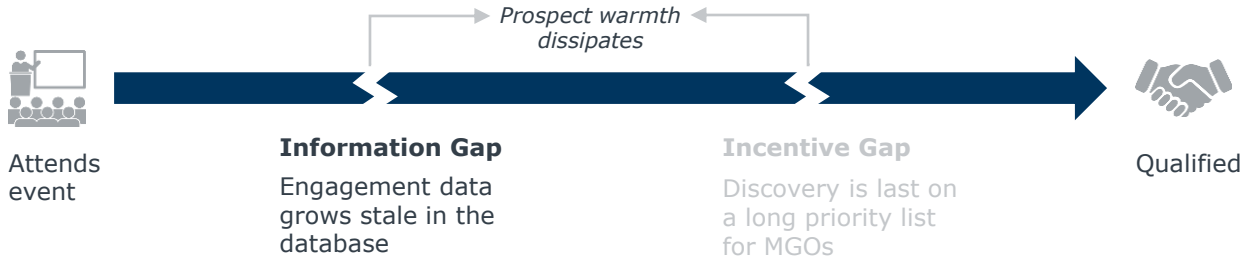 Prospect warmth
dissipates
Attends
event
Information Gap
Engagement data
grows stale in the
database
Incentive Gap
Discovery is last on
a long priority list
for MGOs
Qualified